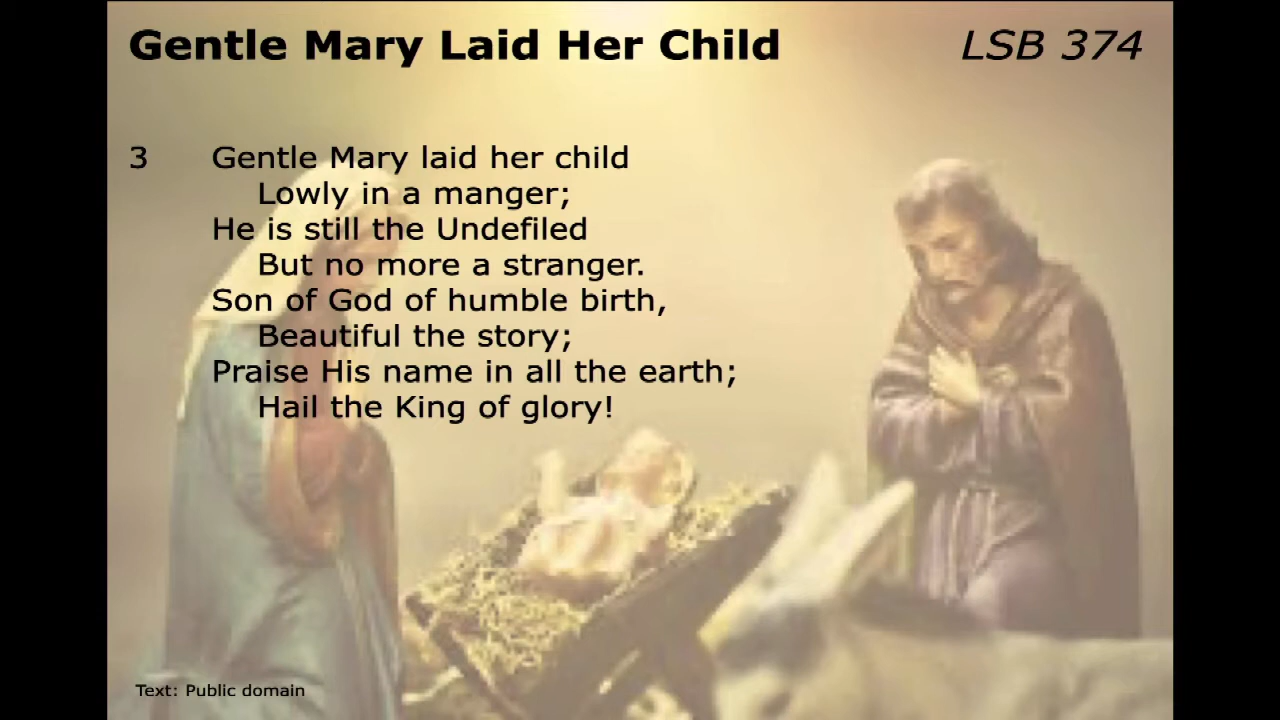 Gentle Mary Laid Her Child LSB 374
3 Gentle Mary laid her child
Lowly in a manger;
He is still the Undefiled
But no more a stranger.
Son of God of humble birth,
Beautiful the story;
Praise His name in all the earth;
Hail the King of glory!
Text: Public domain